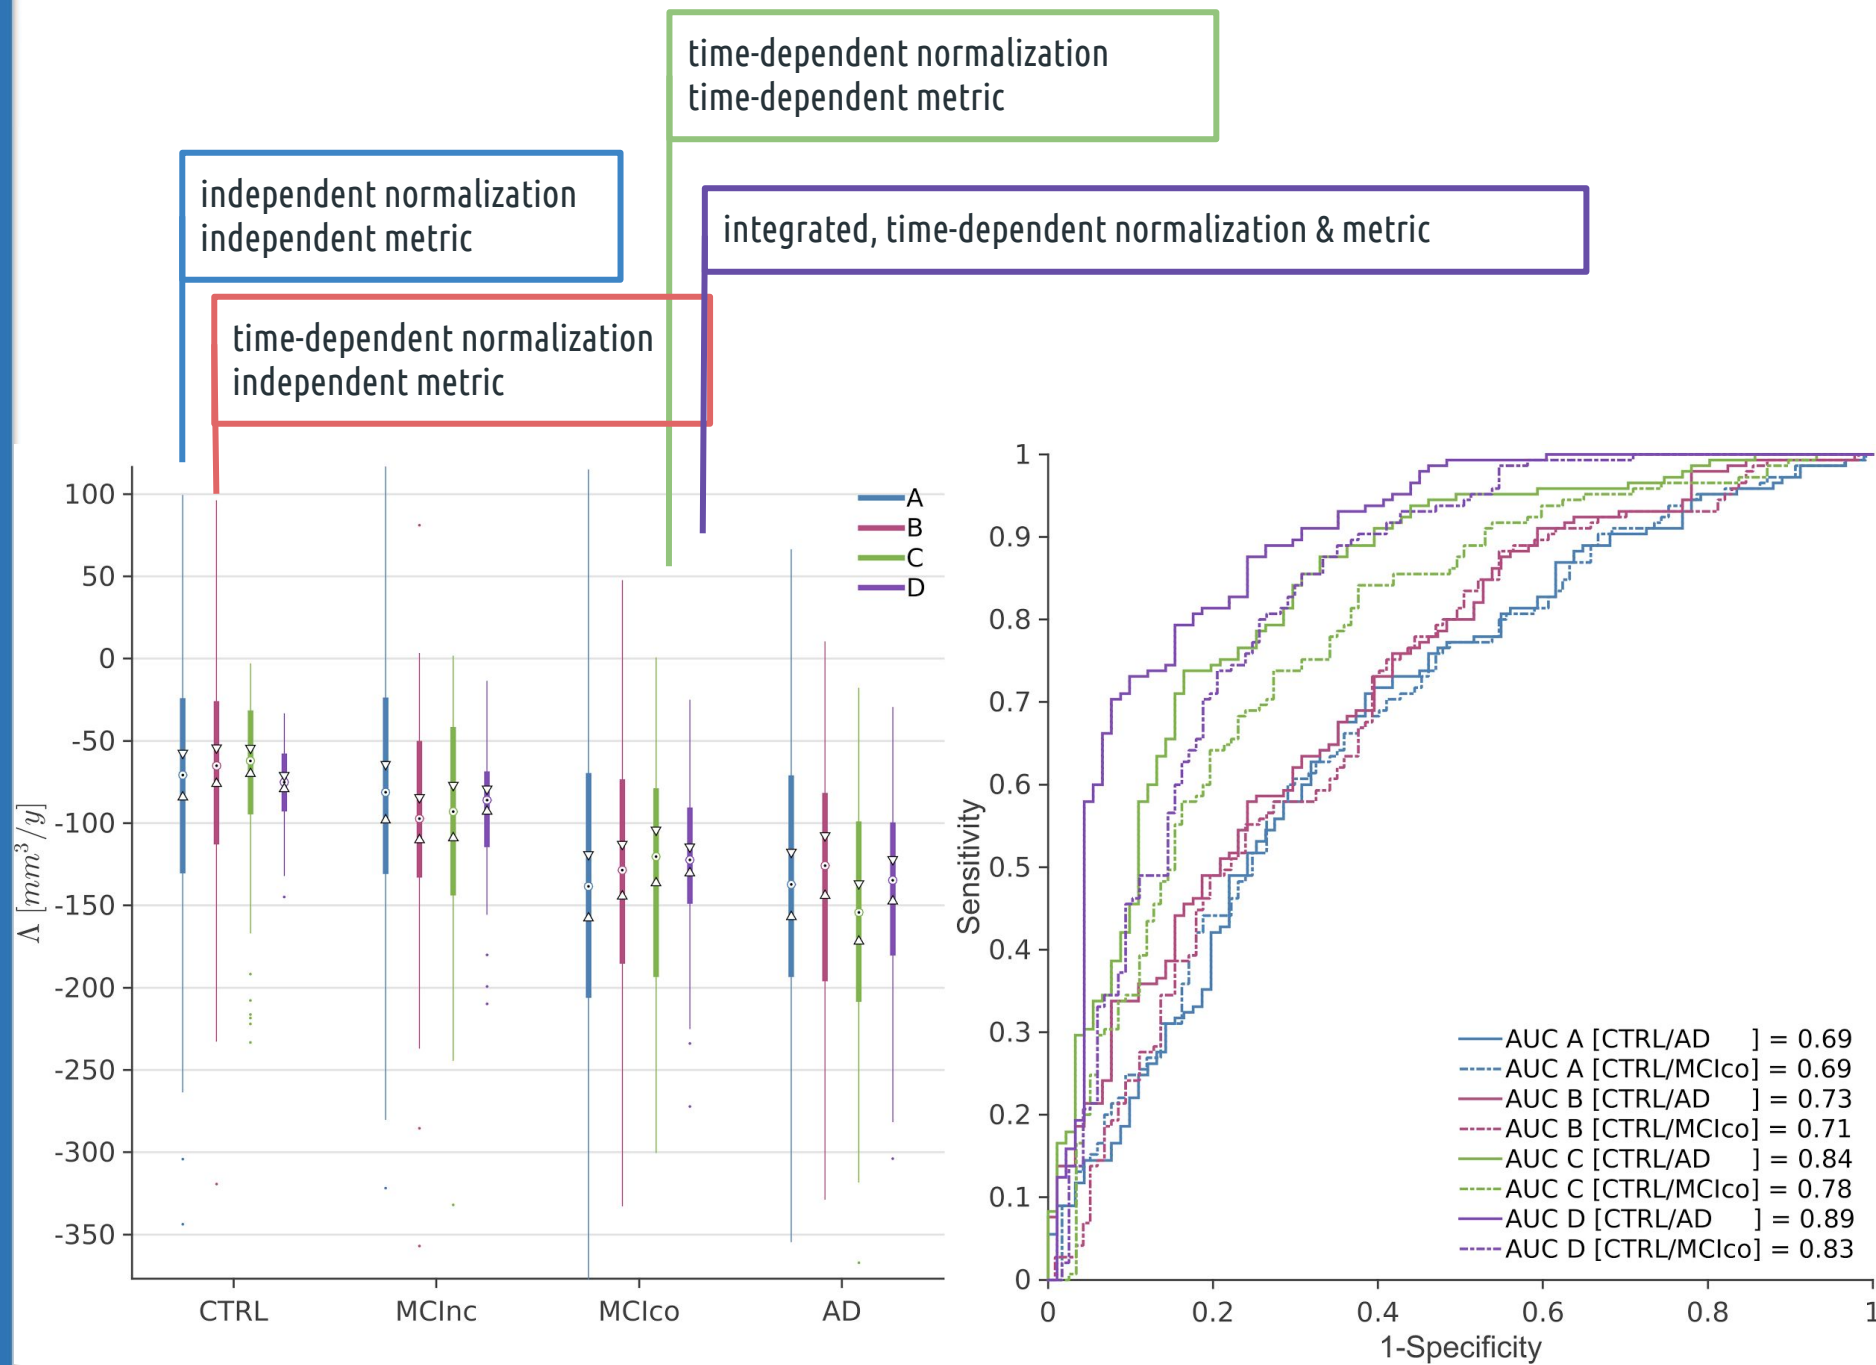 time-dependent normalization
time-dependent metric
independent normalization
independent metric
integrated, time-dependent normalization & metric
time-dependent normalization
independent metric
100
50
0
-50
-100
-150
-200
-250
-300
-350
Λ [mm³/y]
CTRL
MCInc
MCIco
AD
A
B
C
D
1
0.9
0.8
0.7
0.6
0.5
0.4
0.3
0.2
0.1
0
Sensitivity
0
0.2
0.4
0.6
0.8
1
1-Specificity
AUC A [CTRL/AD ] = 0.69
AUC A [CTRL/MCIco] = 0.69
AUC B [CTRL/AD ] = 0.73
AUC B [CTRL/MCIco] = 0.71
AUC C [CTRL/AD ] = 0.84
AUC C [CTRL/MCIco] = 0.78
AUC D [CTRL/AD ] = 0.89
AUC D [CTRL/MCIco] = 0.83